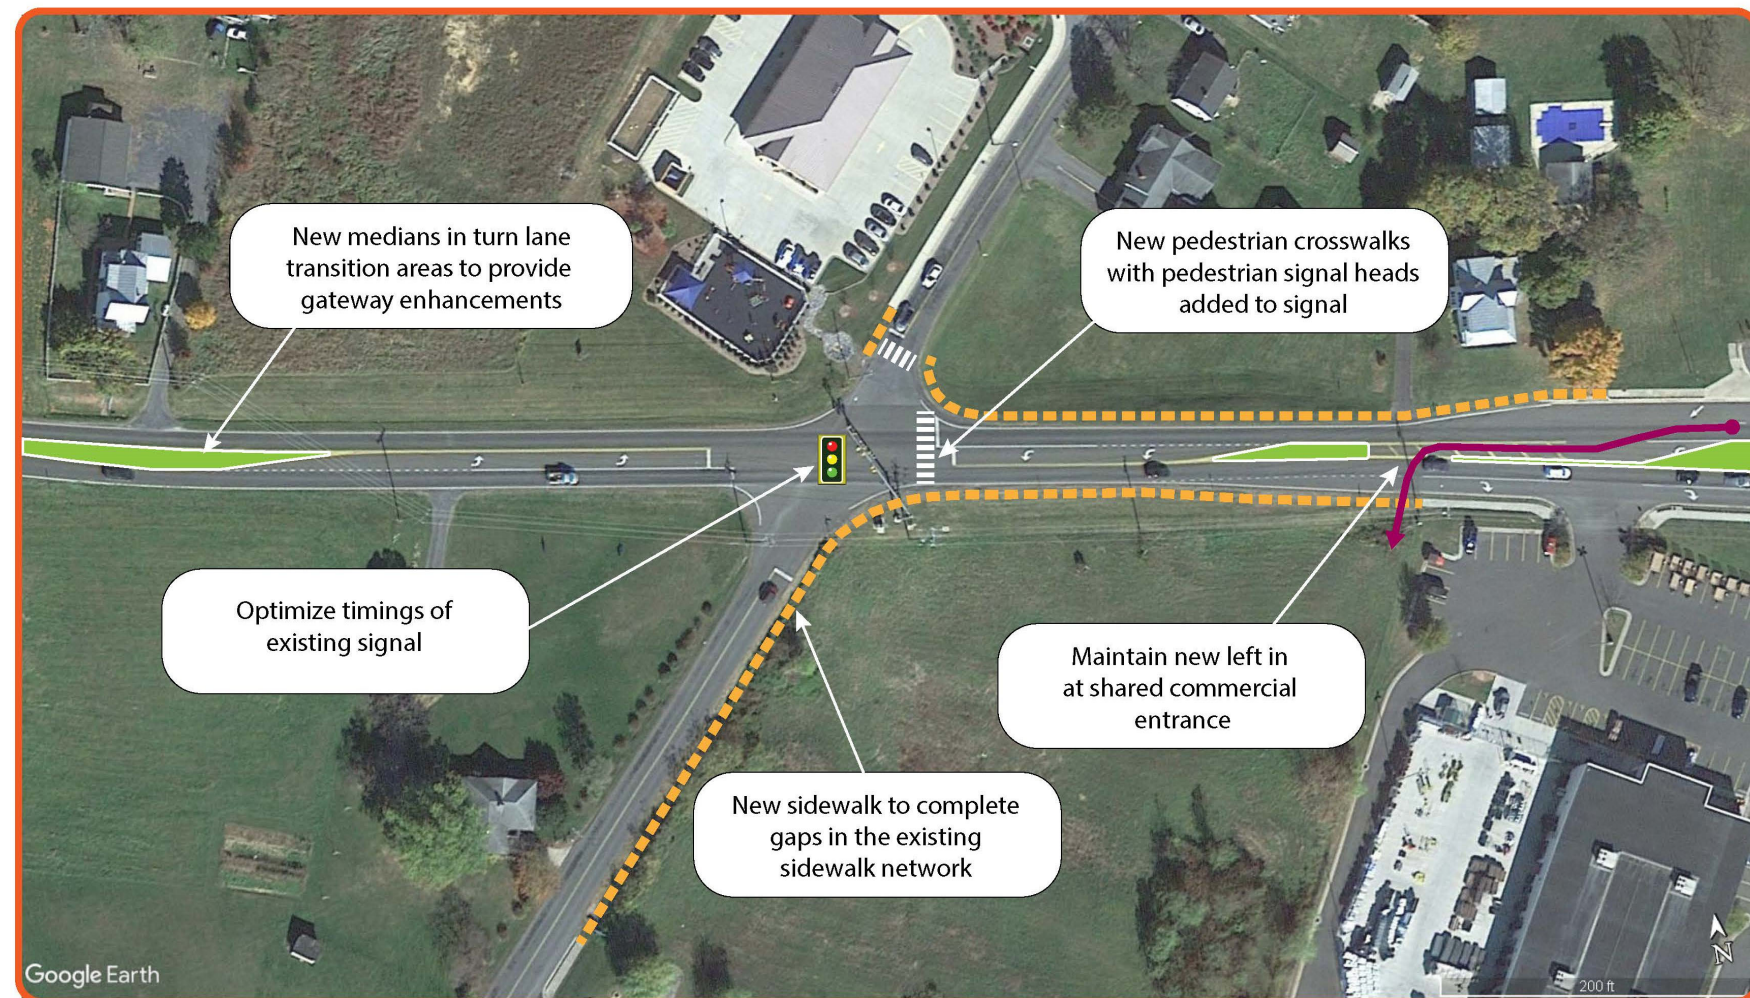 New medians in turn lane
transition areas to provide
gateway enhancements
New pedestrian crosswalks
with pedestrian signal heads
added to signal
Optimize timings of
existing signal
Maintain new left in
at shared commercial
entrance
New sidewalk to complete
gaps in the existing
sidewalk network
Google Earth
N
200 ft